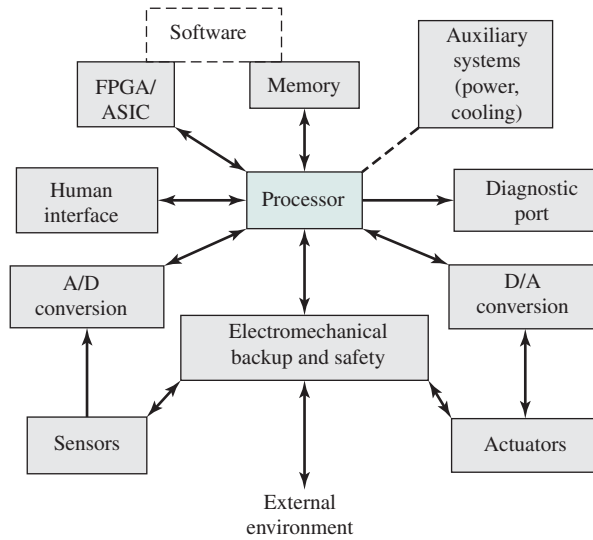 Software
Auxiliary
systems
(power,
cooling)
FPGA/
ASIC
Memory
Human
interface
Processor
Diagnostic
port
A/D
conversion
D/A
conversion
Electromechanical
backup and safety
Sensors
Actuators
External
environment